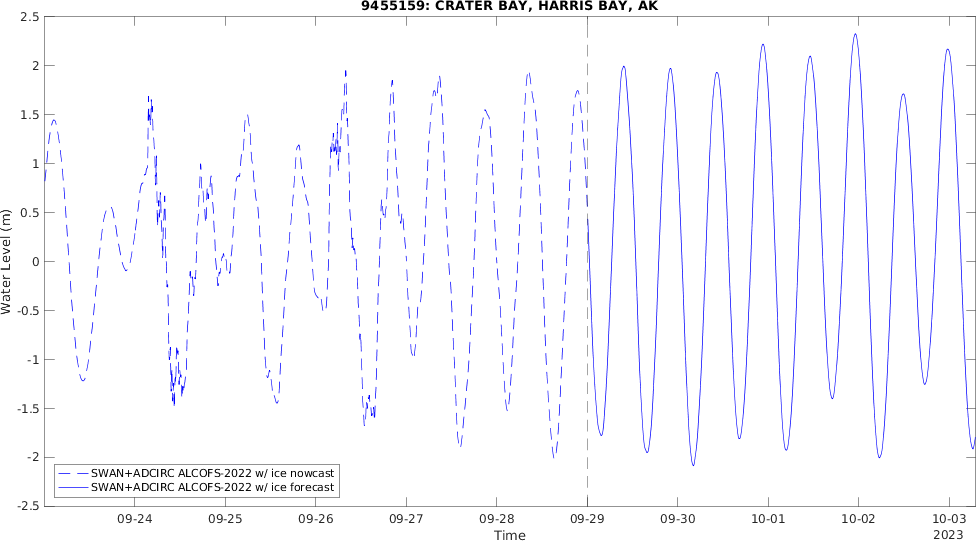 9455159: CRATER BAY, HARRIS BAY, AK
2.5
2
1.5
1
0.5
0
-0.5
-1
-1.5
-2
-2.5
Water Level (m)
SWAN+ADCIRC ALCOFS-2022 w/ ice nowcast
SWAN+ADCIRC ALCOFS-2022 w/ ice forecast
09-24 09-25 09-26 09-27 09-28 09-29 09-30 10-01 10-02 10-03
2023
Time